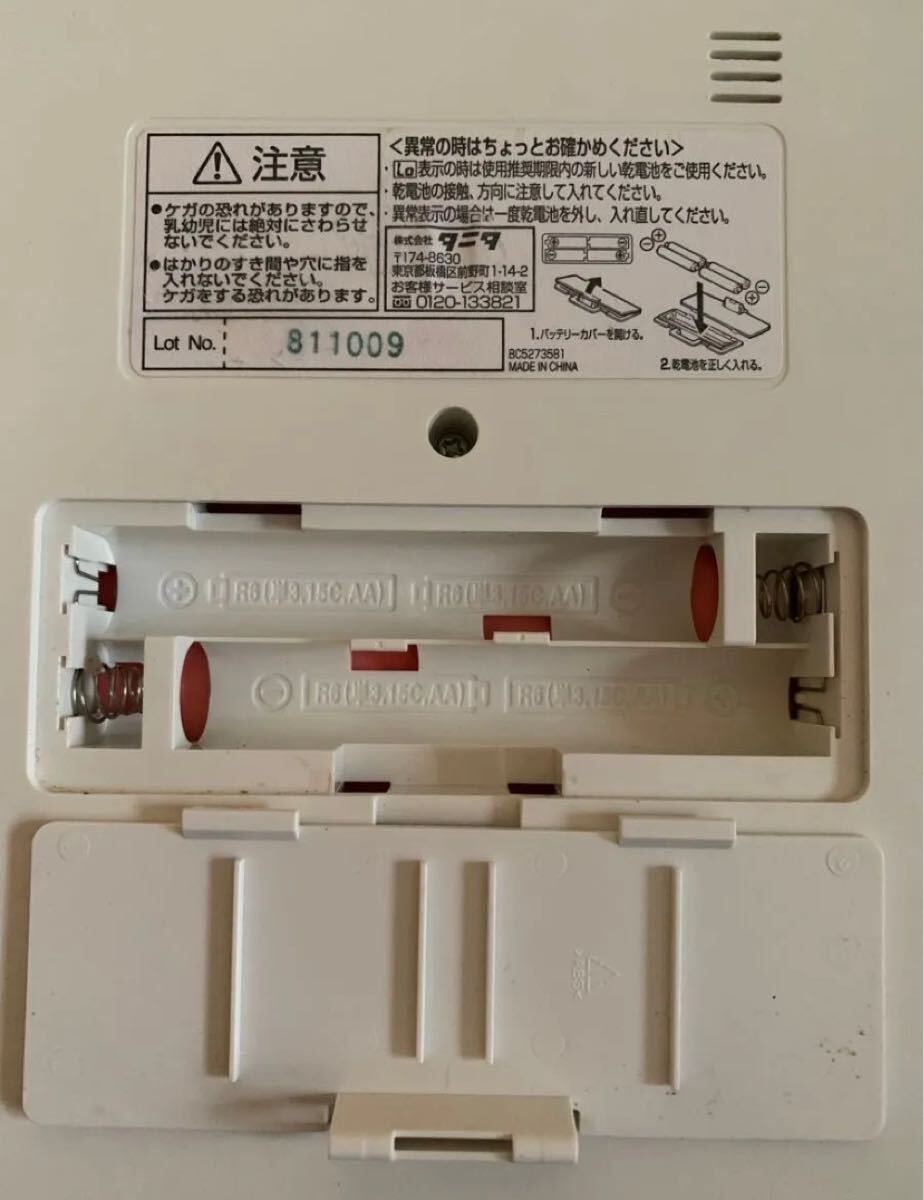 注意
●ケガの恐れがありますので、
乳幼児には絶対にさわらせ
ないでください。
●はかりのすき間や穴に指を
入れないでください。
ケガをする恐れがあります。
Lot No. 811009
<異常の時はちょっとお確かめください>
・Lo表示の時は使用推奨期限内の新しい乾電池をご使用ください。
・乾電池の接触、方向に注意して入れてください。
・異常表示の場合は一度乾電池を外し、入れ直してください。
株式会社 タニタ
〒174-8630
東京都板橋区前野町1-14-2
お客様サービス相談室
0120-133821
1.バッテリーカバーを開ける。
2.乾電池を正しく入れる。
BC5273581
MADE IN CHINA
R6(単3,15C,AA) R6(単3,15C,AA)
R6(単3,15C,AA) R6(単3,15C,AA)
>ABS<